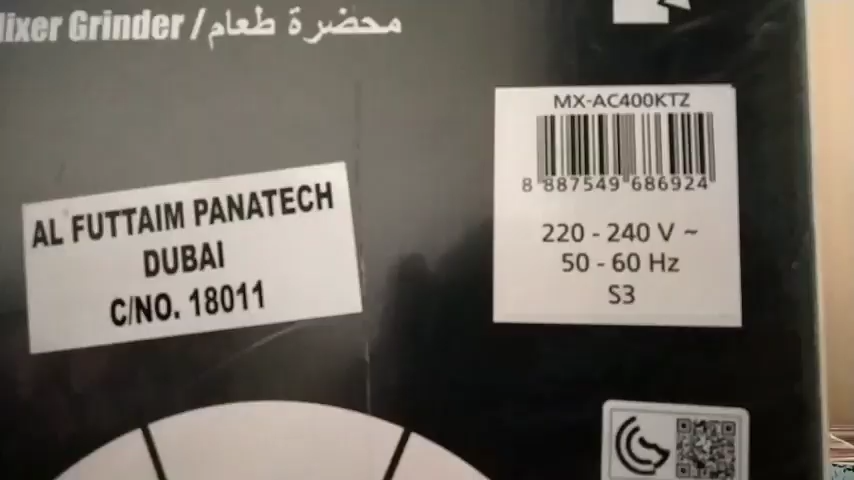 Mixer Grinder / محضرة طعام
MX-AC400KTZ
8 887549 686924
220 - 240 V ~
50 - 60 Hz
S3
AL FUTTAIM PANATECH
DUBAI
C/NO. 18011